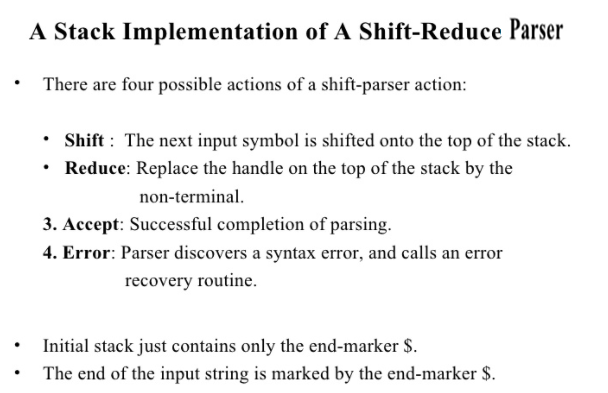 A Stack Implementation of A Shift-Reduce Parser
• There are four possible actions of a shift-parser action:
• Shift : The next input symbol is shifted onto the top of the stack.
• Reduce: Replace the handle on the top of the stack by the
non-terminal.
3. Accept: Successful completion of parsing.
4. Error: Parser discovers a syntax error, and calls an error
recovery routine.
• Initial stack just contains only the end-marker $.
• The end of the input string is marked by the end-marker $.